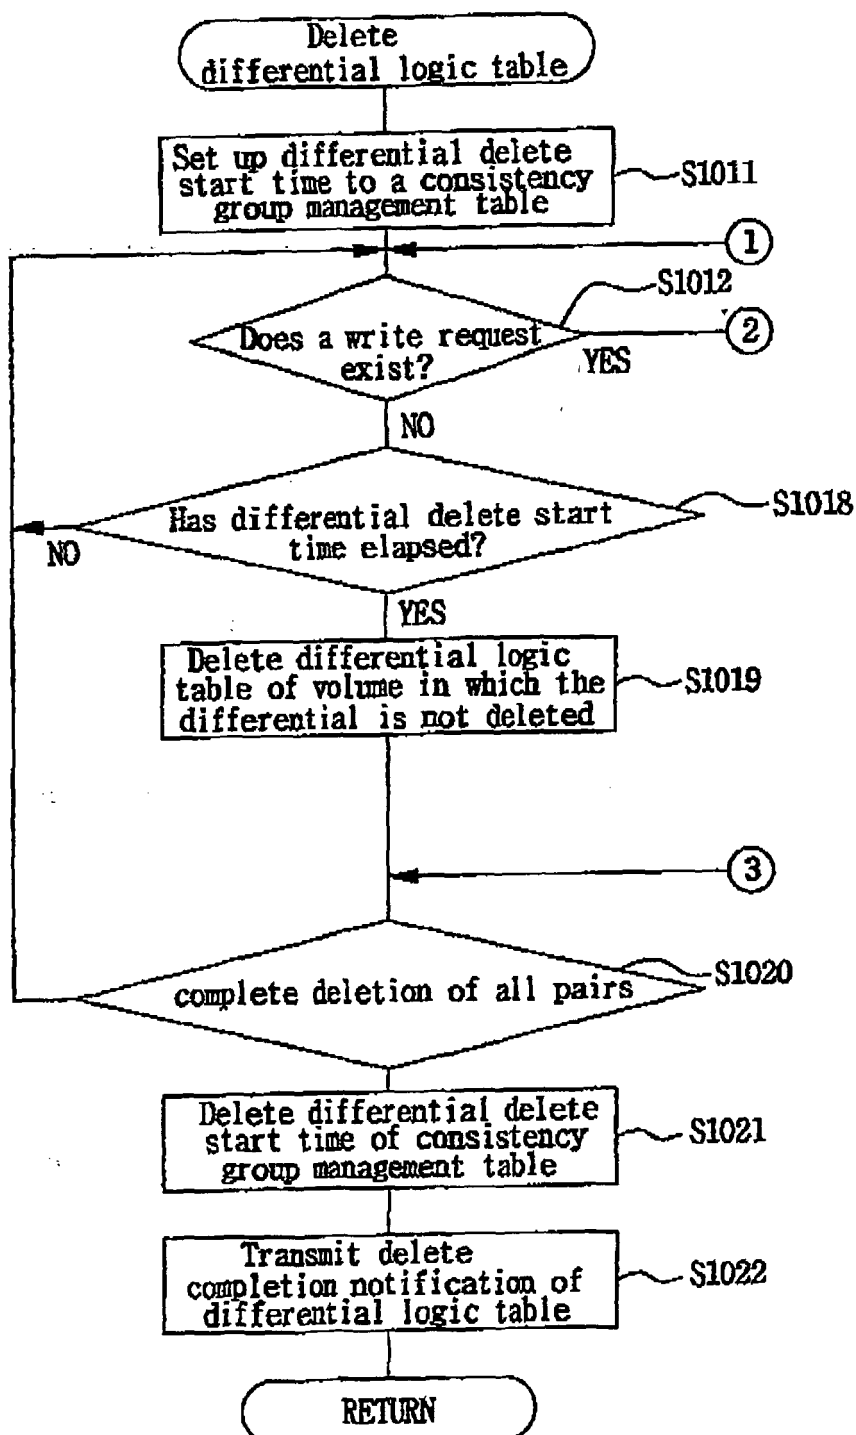 Delete
differential logic table
Set up differential delete
start time to a consistency
group management table
S1011
1
S1012
Does a write request
exist?
2
YES
NO
Has differential delete start
time elapsed?
S1018
NO
YES
Delete differential logic
table of volume in which the
differential is not deleted
S1019
3
complete deletion of all pairs
S1020
Delete differential delete
start time of consistency
group management table
S1021
Transmit delete
completion notification of
differential logic table
S1022
RETURN